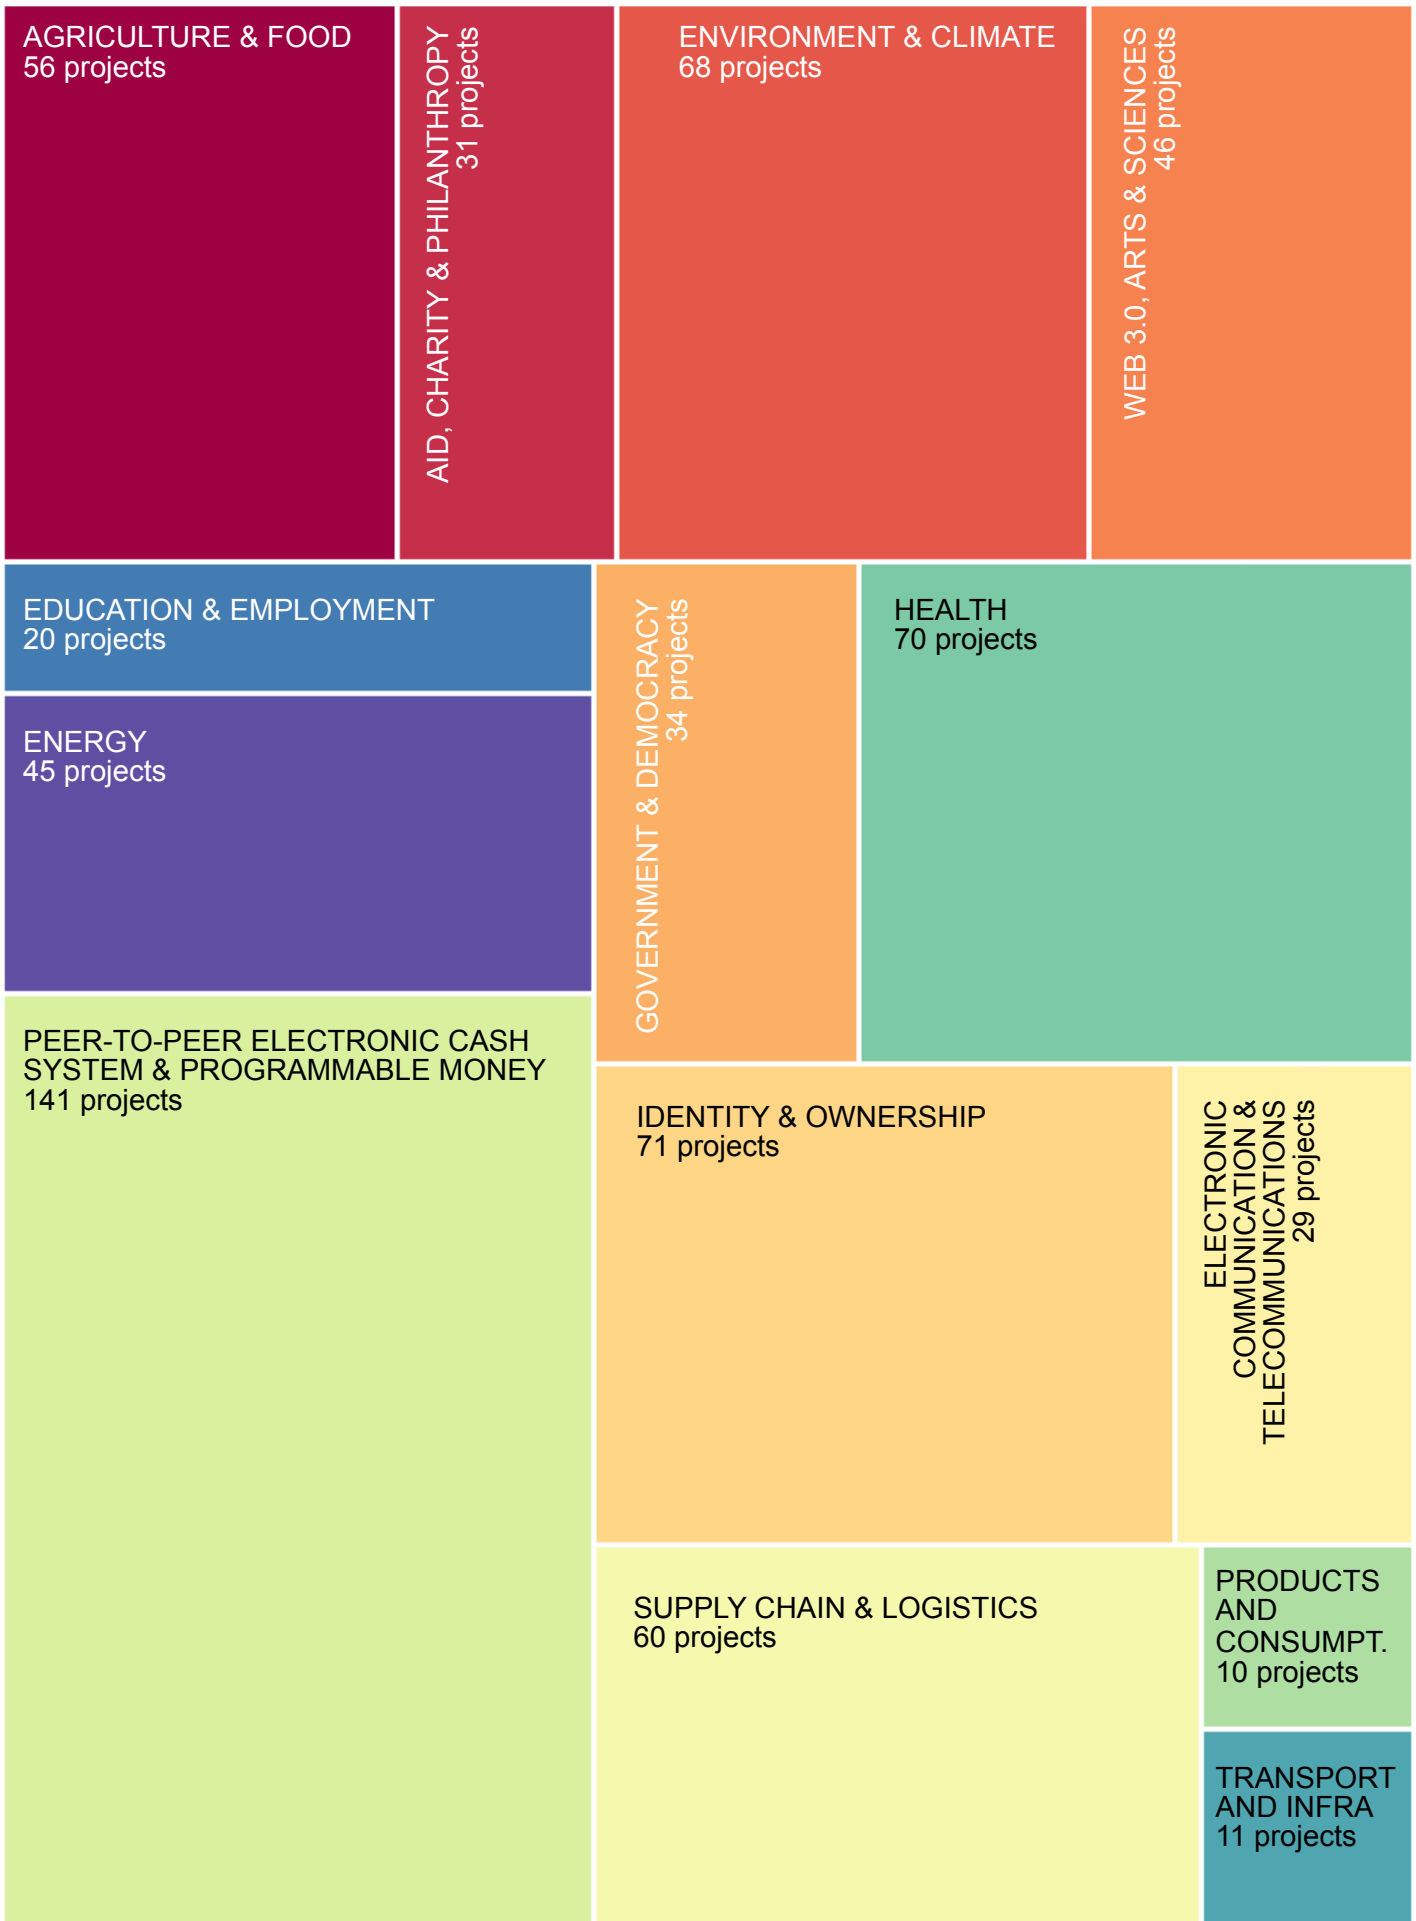 AGRICULTURE & FOOD
56 projects
AID, CHARITY & PHILANTHROPY
31 projects
ENVIRONMENT & CLIMATE
68 projects
WEB 3.0, ARTS & SCIENCES
46 projects
EDUCATION & EMPLOYMENT
20 projects
ENERGY
45 projects
GOVERNMENT & DEMOCRACY
34 projects
HEALTH
70 projects
PEER-TO-PEER ELECTRONIC CASH
SYSTEM & PROGRAMMABLE MONEY
141 projects
IDENTITY & OWNERSHIP
71 projects
ELECTRONIC
COMMUNICATION &
TELECOMMUNICATIONS
29 projects
SUPPLY CHAIN & LOGISTICS
60 projects
PRODUCTS
AND
CONSUMPT.
10 projects
TRANSPORT
AND INFRA
11 projects